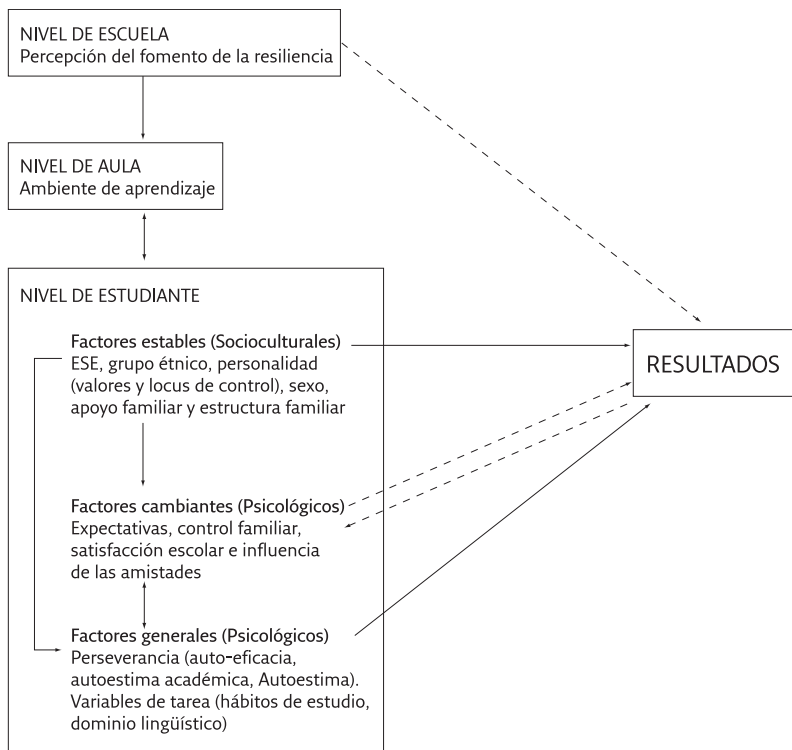 NIVEL DE ESCUELA
Percepción del fomento de la resiliencia
NIVEL DE AULA
Ambiente de aprendizaje
NIVEL DE ESTUDIANTE
Factores estables (Socioculturales)
ESE, grupo étnico, personalidad
(valores y locus de control), sexo,
apoyo familiar y estructura familiar
RESULTADOS
Factores cambiantes (Psicológicos)
Expectativas, control familiar,
satisfacción escolar e influencia
de las amistades
Factores generales (Psicológicos)
Perseverancia (auto-eficacia,
autoestima académica, Autoestima).
Variables de tarea (hábitos de estudio,
dominio lingüístico)